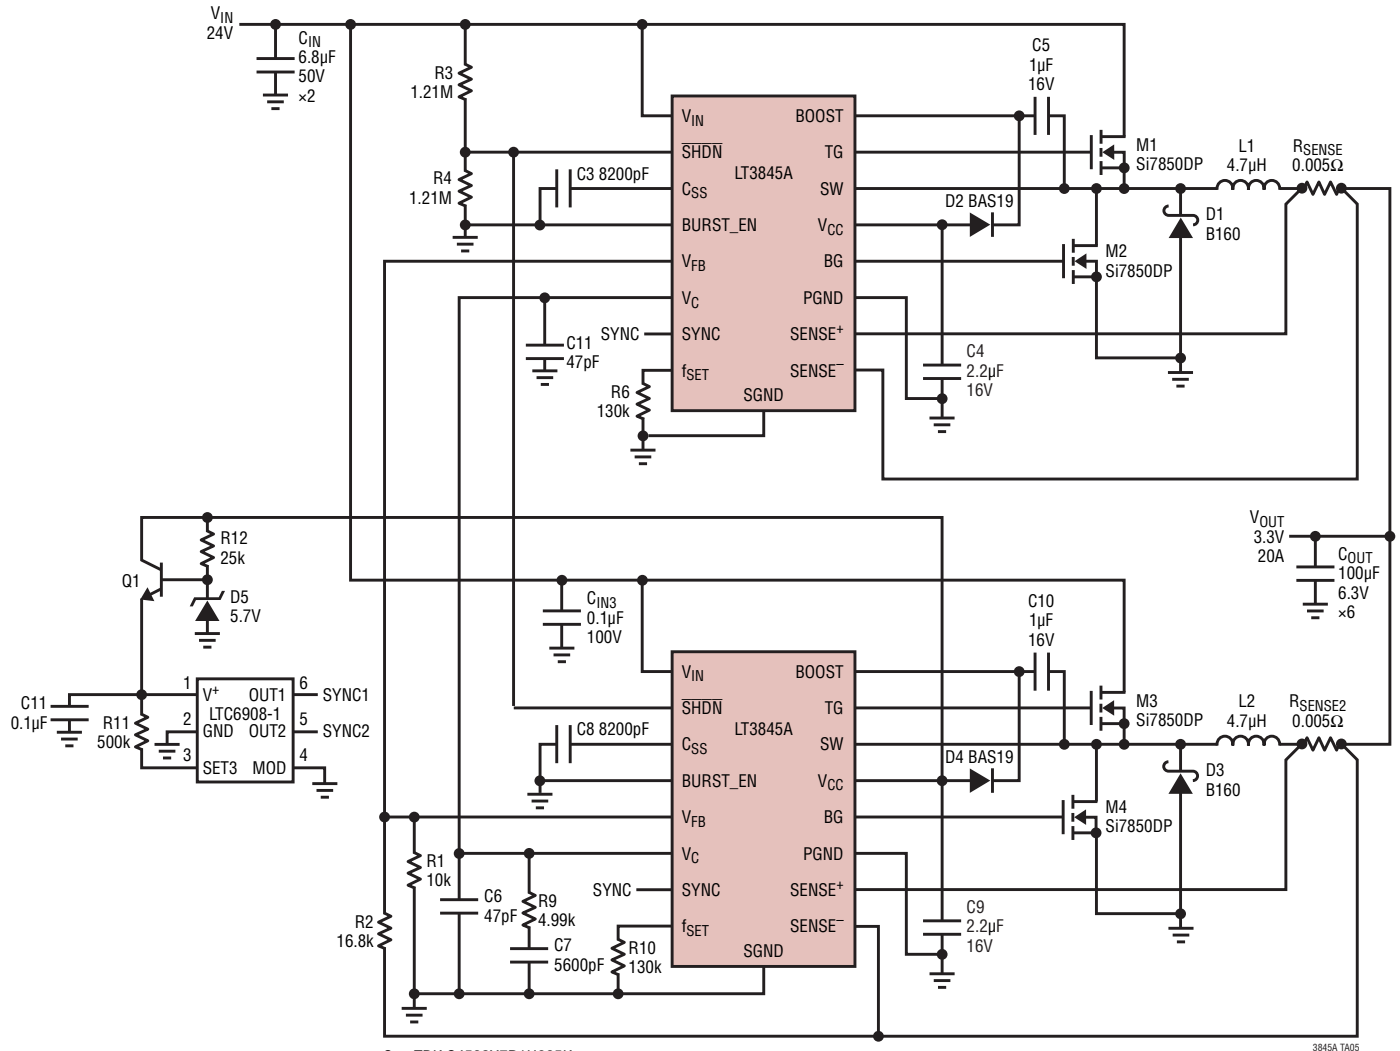 VIN
24V
CIN
6.8µF
50V
×2
R3
1.21M
R4
1.21M
C3 8200pF
VIN
SHDN
CSS
BURST_EN
VFB
VC
SYNC
fSET
SGND
LT3845A
BOOST
TG
SW
VCC
BG
PGND
SENSE+
SENSE–
SYNC
C11
47pF
R6
130k
C5
1µF
16V
D2 BAS19
M1
Si7850DP
M2
Si7850DP
L1
4.7µH
RSENSE
0.005Ω
D1
B160
C4
2.2µF
16V
VOUT
3.3V
20A
COUT
100µF
6.3V
×6
R12
25k
Q1
D5
5.7V
C11
0.1µF
R11
500k
1
2
3
V+
GND
SET3
LTC6908-1
OUT1
OUT2
MOD
6
5
4
SYNC1
SYNC2
CIN3
0.1µF
100V
C8 8200pF
VIN
SHDN
CSS
BURST_EN
VFB
VC
SYNC
fSET
SGND
LT3845A
BOOST
TG
SW
VCC
BG
PGND
SENSE+
SENSE–
C10
1µF
16V
D4 BAS19
M3
Si7850DP
M4
Si7850DP
L2
4.7µH
RSENSE2
0.005Ω
D3
B160
C9
2.2µF
16V
R1
10k
R2
16.8k
C6
47pF
R9
4.99k
C7
5600pF
SYNC
R10
130k
3845A TA05